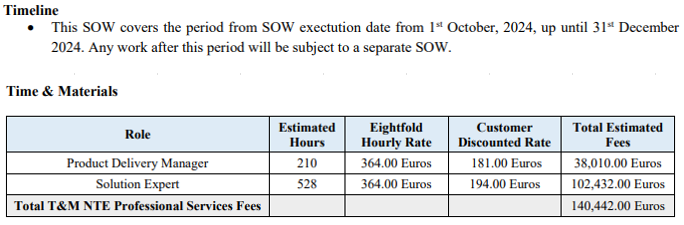 Timeline
• This SOW covers the period from SOW exectution date from 1st October, 2024, up until 31st December
2024. Any work after this period will be subject to a separate SOW.
Time & Materials
Role Estimated Hours Eightfold Hourly Rate Customer Discounted Rate Total Estimated Fees
Product Delivery Manager 210 364.00 Euros 181.00 Euros 38,010.00 Euros
Solution Expert 528 364.00 Euros 194.00 Euros 102,432.00 Euros
Total T&M NTE Professional Services Fees 140,442.00 Euros